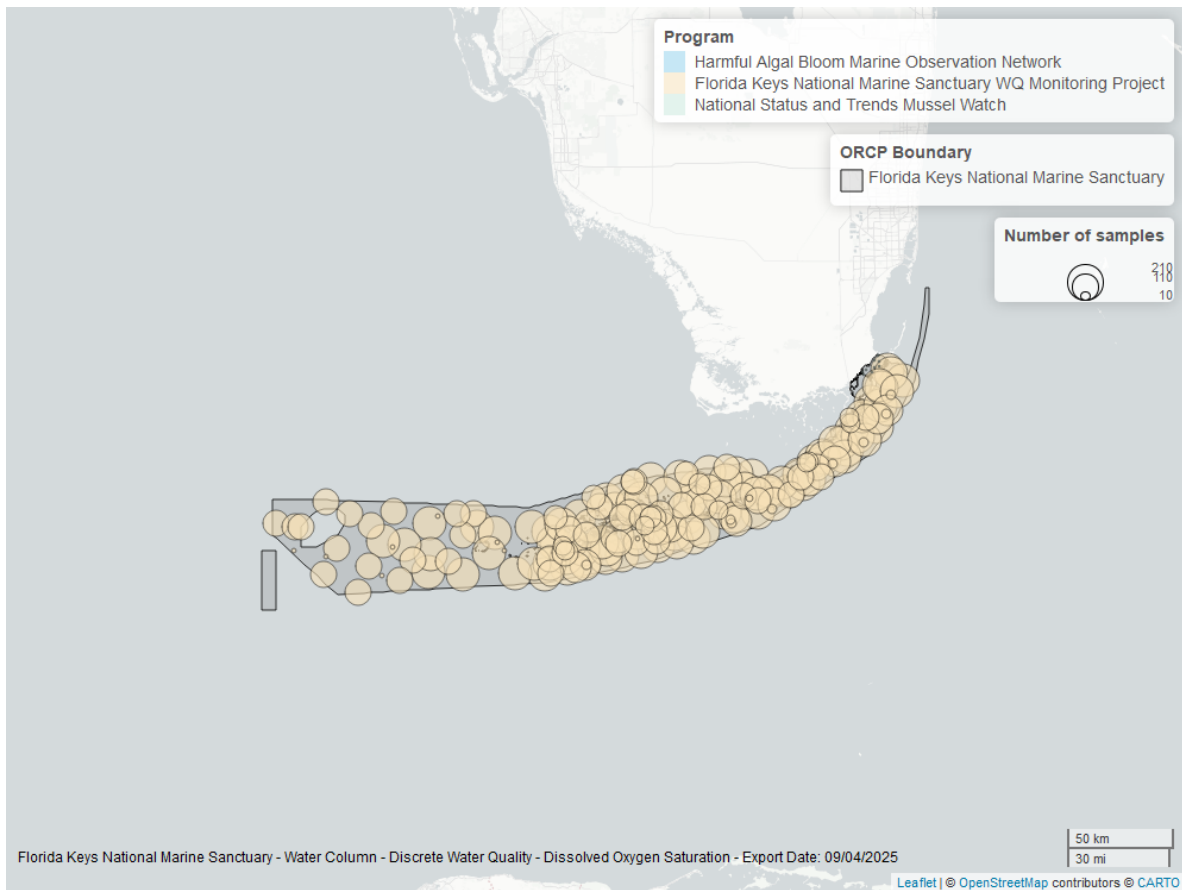 Program
Harmful Algal Bloom Marine Observation Network
Florida Keys National Marine Sanctuary WQ Monitoring Project
National Status and Trends Mussel Watch
ORCP Boundary
Florida Keys National Marine Sanctuary
Number of samples
210
110
10
50 km
30 mi
Florida Keys National Marine Sanctuary - Water Column - Discrete Water Quality - Dissolved Oxygen Saturation - Export Date: 09/04/2025
Leaflet | © OpenStreetMap contributors © CARTO